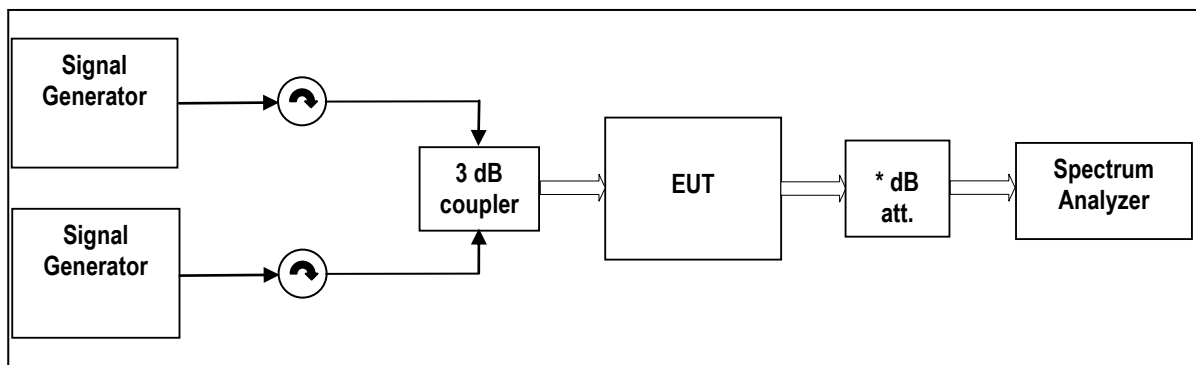 Signal
Generator
3 dB
coupler
EUT
* dB
att.
Spectrum
Analyzer
Signal
Generator